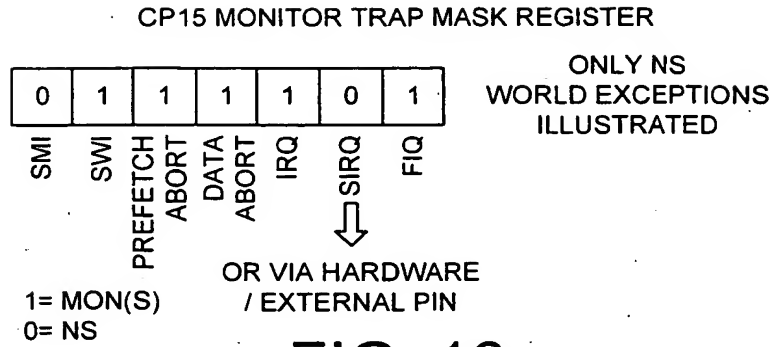 CP15 MONITOR TRAP MASK REGISTER
0 1 1 1 1 0 1
SMI
SWI
PREFETCH
ABORT
DATA
ABORT
IRQ
SIRQ
FIQ
ONLY NS
WORLD EXCEPTIONS
ILLUSTRATED
OR VIA HARDWARE
/ EXTERNAL PIN
1= MON(S)
0= NS